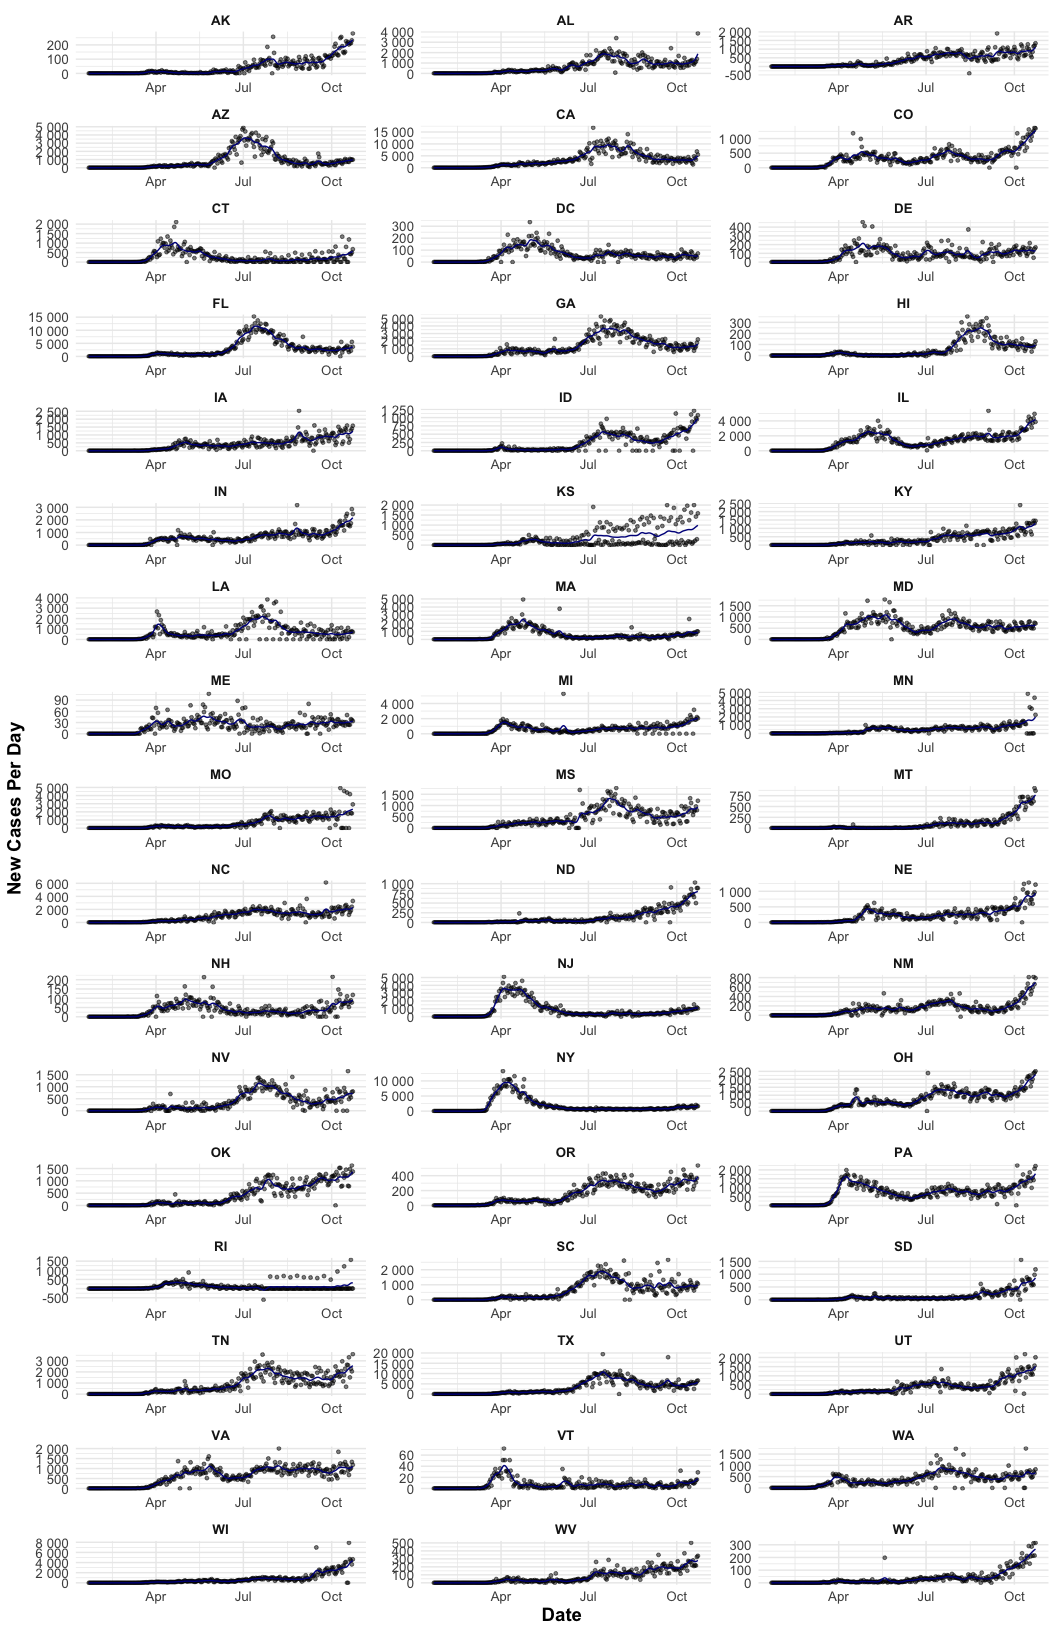 New Cases Per Day
AK
200
100
0
Apr Jul Oct
AL
4 000
3 000
2 000
1 000
0
Apr Jul Oct
AR
2 000
1 500
1 000
500
0
-500
Apr Jul Oct
AZ
5 000
4 000
3 000
2 000
1 000
0
Apr Jul Oct
CA
15 000
10 000
5 000
0
Apr Jul Oct
CO
1 000
500
0
Apr Jul Oct
CT
2 000
1 500
1 000
500
0
Apr Jul Oct
DC
300
200
100
0
Apr Jul Oct
DE
400
300
200
100
0
Apr Jul Oct
FL
15 000
10 000
5 000
0
Apr Jul Oct
GA
5 000
4 000
3 000
2 000
1 000
0
Apr Jul Oct
HI
300
200
100
0
Apr Jul Oct
IA
2 500
2 000
1 500
1 000
500
0
Apr Jul Oct
ID
1 250
1 000
750
500
250
0
Apr Jul Oct
IL
4 000
2 000
0
Apr Jul Oct
IN
3 000
2 000
1 000
0
Apr Jul Oct
KS
2 000
1 500
1 000
500
0
Apr Jul Oct
KY
2 500
2 000
1 500
1 000
500
0
Apr Jul Oct
LA
4 000
3 000
2 000
1 000
0
Apr Jul Oct
MA
5 000
4 000
3 000
2 000
1 000
0
Apr Jul Oct
MD
1 500
1 000
500
0
Apr Jul Oct
ME
90
60
30
0
Apr Jul Oct
MI
4 000
2 000
0
Apr Jul Oct
MN
5 000
4 000
3 000
2 000
1 000
0
Apr Jul Oct
MO
5 000
4 000
3 000
2 000
1 000
0
Apr Jul Oct
MS
1 500
1 000
500
0
Apr Jul Oct
MT
750
500
250
0
Apr Jul Oct
NC
6 000
4 000
2 000
0
Apr Jul Oct
ND
1 000
750
500
250
0
Apr Jul Oct
NE
1 000
500
0
Apr Jul Oct
NH
200
150
100
50
0
Apr Jul Oct
NJ
5 000
4 000
3 000
2 000
1 000
0
Apr Jul Oct
NM
800
600
400
200
0
Apr Jul Oct
NV
1 500
1 000
500
0
Apr Jul Oct
NY
10 000
5 000
0
Apr Jul Oct
OH
2 500
2 000
1 500
1 000
500
0
Apr Jul Oct
OK
1 500
1 000
500
0
Apr Jul Oct
OR
400
200
0
Apr Jul Oct
PA
2 000
1 500
1 000
500
0
Apr Jul Oct
RI
1 500
1 000
500
0
-500
Apr Jul Oct
SC
2 000
1 000
0
Apr Jul Oct
SD
1 500
1 000
500
0
Apr Jul Oct
TN
3 000
2 000
1 000
0
Apr Jul Oct
TX
20 000
15 000
10 000
5 000
0
Apr Jul Oct
UT
2 000
1 500
1 000
500
0
Apr Jul Oct
VA
2 000
1 500
1 000
500
0
Apr Jul Oct
VT
60
40
20
0
Apr Jul Oct
WA
1 500
1 000
500
0
Apr Jul Oct
WI
8 000
6 000
4 000
2 000
0
Apr Jul Oct
WV
500
400
300
200
100
0
Apr Jul Oct
WY
300
200
100
0
Apr Jul Oct
Date